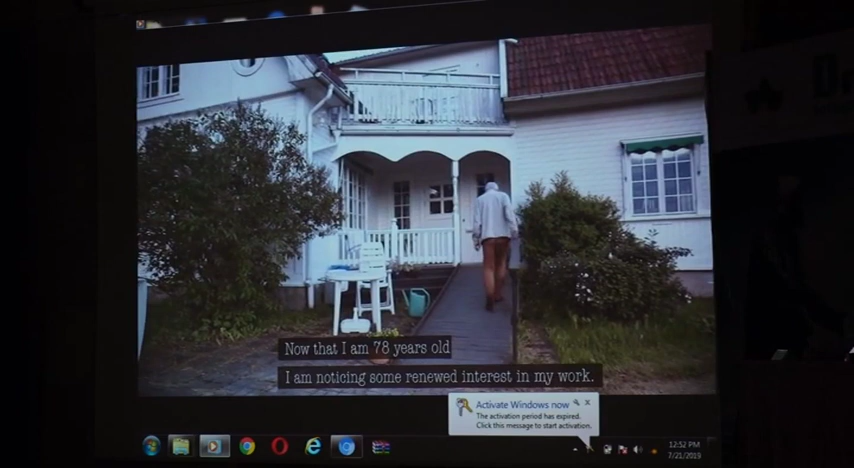 Now that I am 78 years old
I am noticing some renewed interest in my work.
Activate Windows now
The activation period has expired.
Click this message to start activation.
12:52 PM
7/21/2019